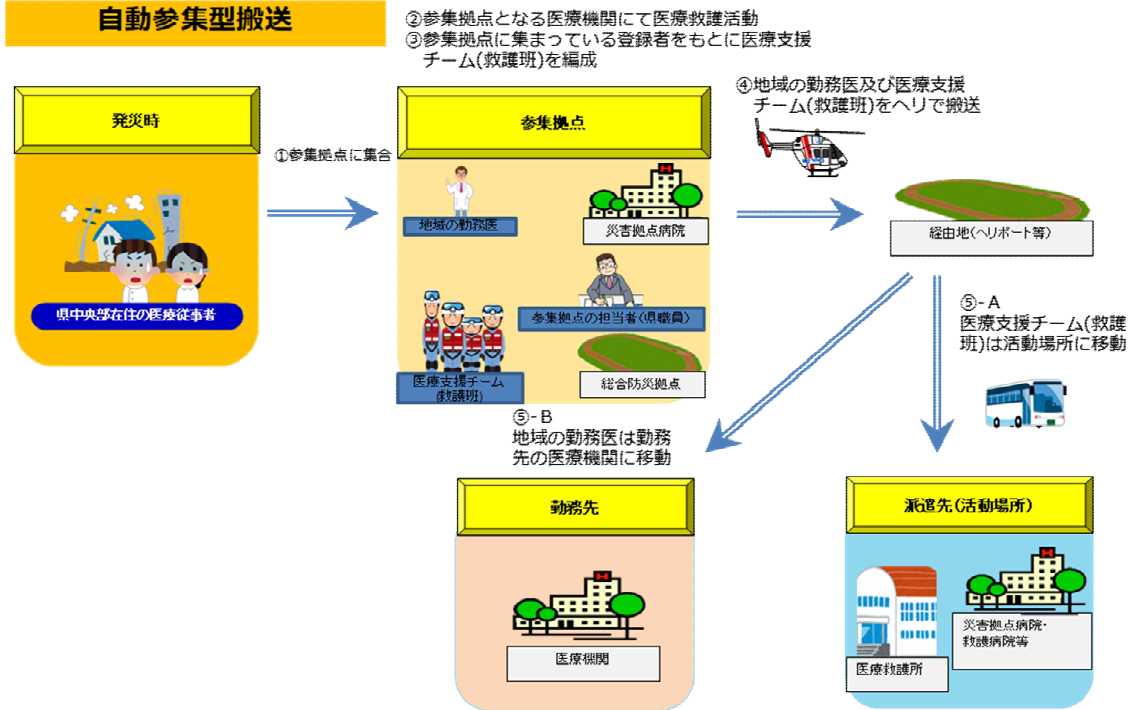 自動参集型搬送
②参集拠点となる医療機関にて医療救護活動
③参集拠点に集まっている登録者をもとに医療支援
チーム(救護班)を編成
④地域の勤務医及び医療支援
チーム(救護班)をヘリで搬送
発災時
①参集拠点に集合
参集拠点
県中央部在住の医療従事者
地域の勤務医
H
災害拠点病院
参集拠点の担当者(県職員)
医療支援チーム
(救護班)
総合防災拠点
経由地(ヘリポート等)
⑤-A
医療支援チーム(救護
班)は活動場所に移動
⑤-B
地域の勤務医は勤務
先の医療機関に移動
勤務先
H
医療機関
派遣先(活動場所)
医療救護所
H
災害拠点病院・
救護病院等